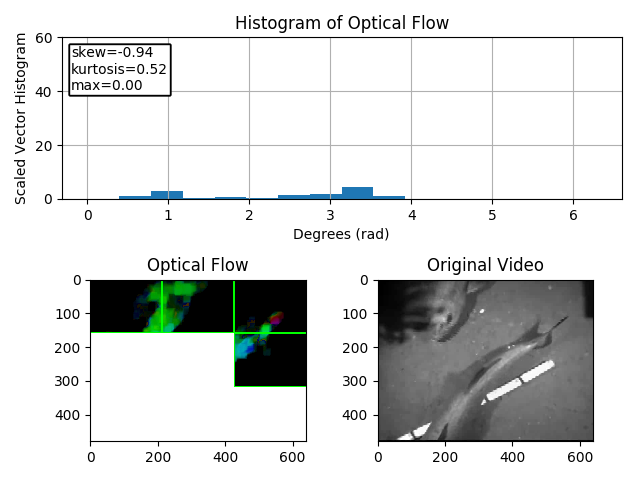 Histogram of Optical Flow
Scaled Vector Histogram
60
40
20
0
skew=-0.94
kurtosis=0.52
max=0.00
0 1 2 3 4 5 6
Degrees (rad)
Optical Flow
0
100
200
300
400
0 200 400 600
Original Video
0
100
200
300
400
0 200 400 600